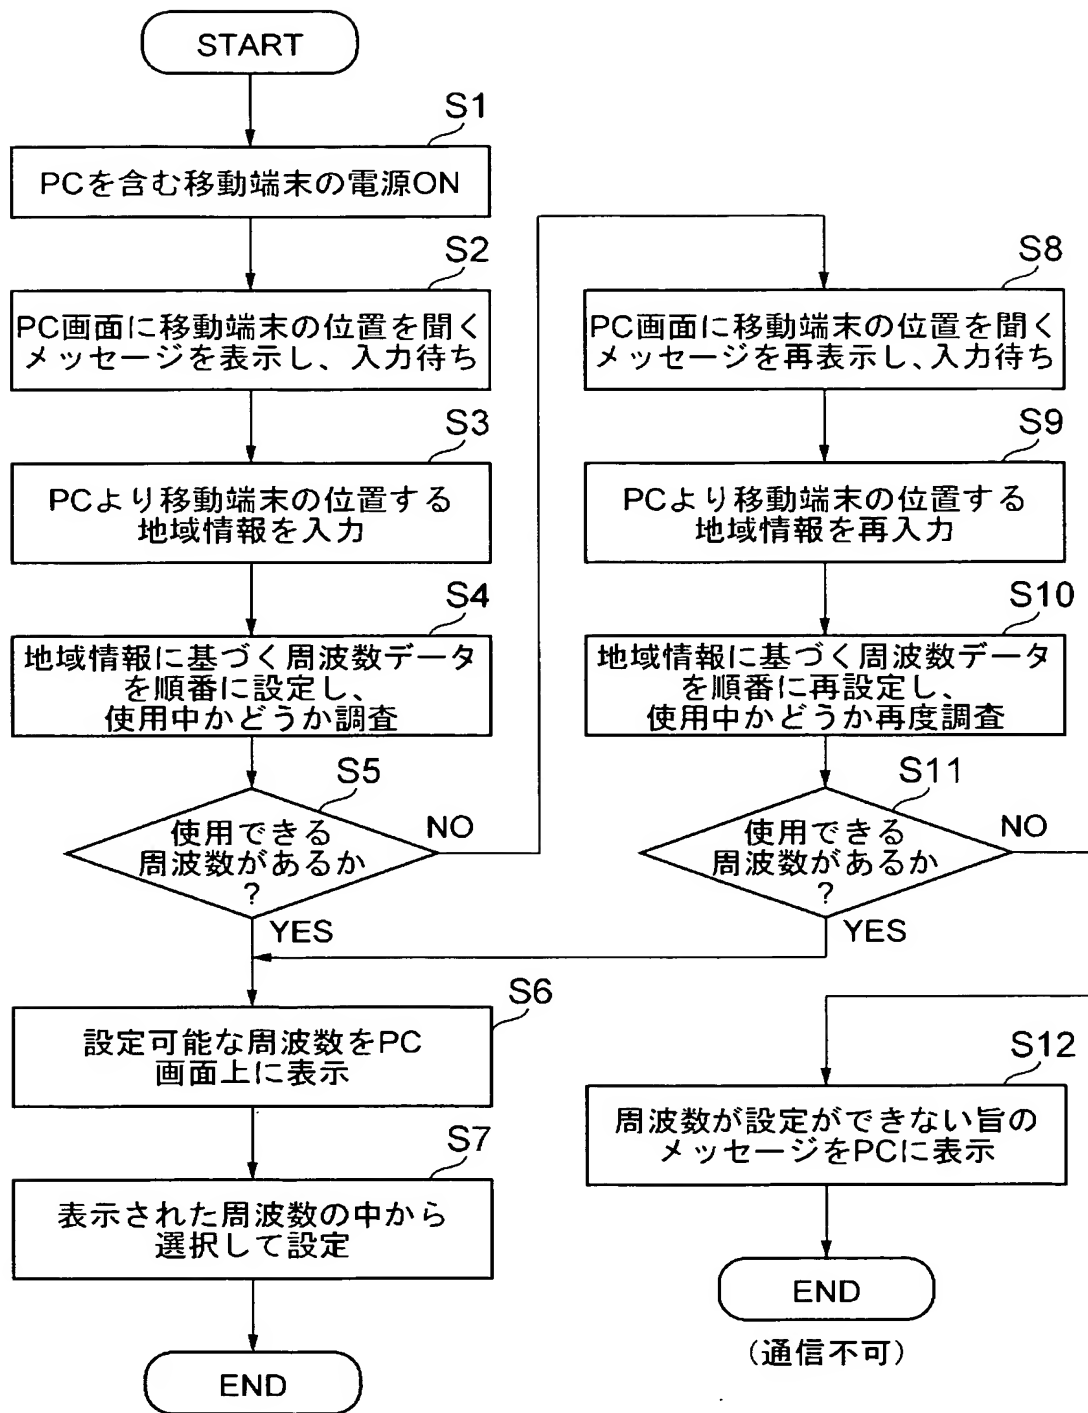 START
S1
PCを含む移動端末の電源ON
S2
PC画面に移動端末の位置を聞く
メッセージを表示し、入力待ち
S3
PCより移動端末の位置する
地域情報を入力
S4
地域情報に基づく周波数データ
を順番に設定し、
使用中かどうか調査
S5
使用できる
周波数があるか
?
NO
YES
S6
設定可能な周波数をPC
画面上に表示
S7
表示された周波数の中から
選択して設定
END
S8
PC画面に移動端末の位置を聞く
メッセージを再表示し、入力待ち
S9
PCより移動端末の位置する
地域情報を再入力
S10
地域情報に基づく周波数データ
を順番に再設定し、
使用中かどうか再度調査
S11
使用できる
周波数があるか
?
NO
YES
S12
周波数が設定ができない旨の
メッセージをPCに表示
END
(通信不可)